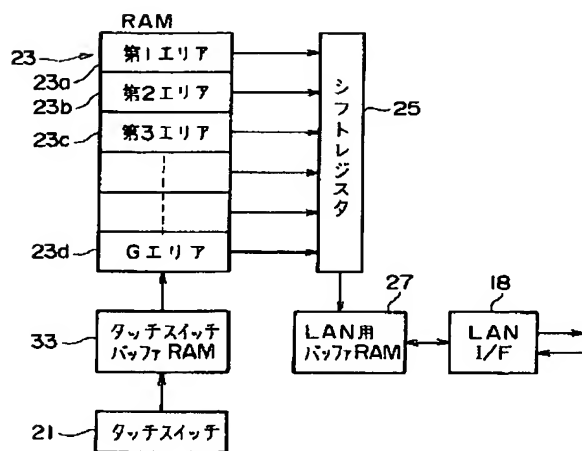 RAM
23
23a
第1エリア
23b
第2エリア
23c
第3エリア
シフトレジスタ
25
23d
Gエリア
33
タッチスイッチ
バッファRAM
LAN用
バッファRAM
27
LAN
I/F
18
21
タッチスイッチ